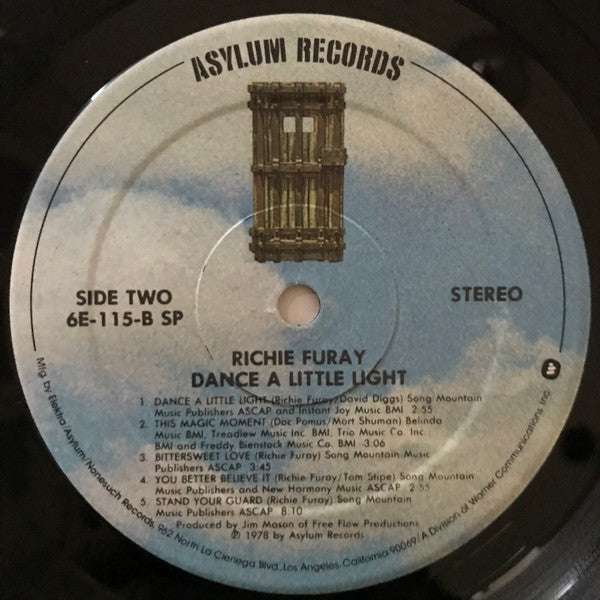 ASYLUM RECORDS
SIDE TWO
6E-115-B SP
STEREO
RICHIE FURAY
DANCE A LITTLE LIGHT
1. DANCE A LITTLE LIGHT (Richie Furay/David Diggs) Song Mountain
Music Publishers ASCAP and Instant Joy Music BMI 2:55
2. THIS MAGIC MOMENT (Doc Pomus/Mort Shuman) Belinda
Music BMI, Tredlew Music Inc. BMI, Trio Music Co. Inc.
BMI and Freddy Bienstock Music Co. BMI 3:06
3. BITTERSWEET LOVE (Richie Furay) Song Mountain Music
Publishers ASCAP 3:45
4. YOU BETTER BELIEVE IT (Richie Furay/Tom Stipe) Song Mountain
Music Publishers and New Harmony Music ASCAP 2:55
5. STAND YOUR GUARD (Richie Furay) Song Mountain
Music Publishers ASCAP 8:10
Produced by Jim Mason of Free Flow Productions
℗ 1978 by Asylum Records
Mfg. by Elektra/Asylum/Nonesuch Records, 962 North La Cienega Blvd., Los Angeles, California 90069/A Division of Warner Communications Inc.